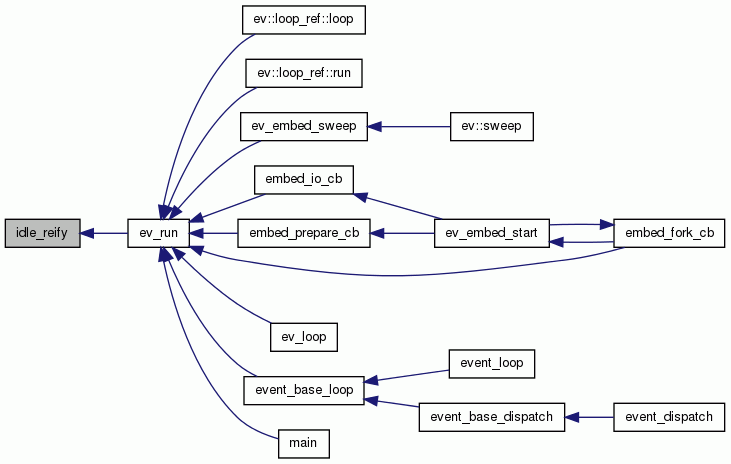 ev::loop_ref::loop
ev::loop_ref::run
ev_embed_sweep
ev::sweep
embed_io_cb
idle_reify
ev_run
embed_prepare_cb
ev_embed_start
embed_fork_cb
ev_loop
event_loop
event_base_loop
event_base_dispatch
event_dispatch
main